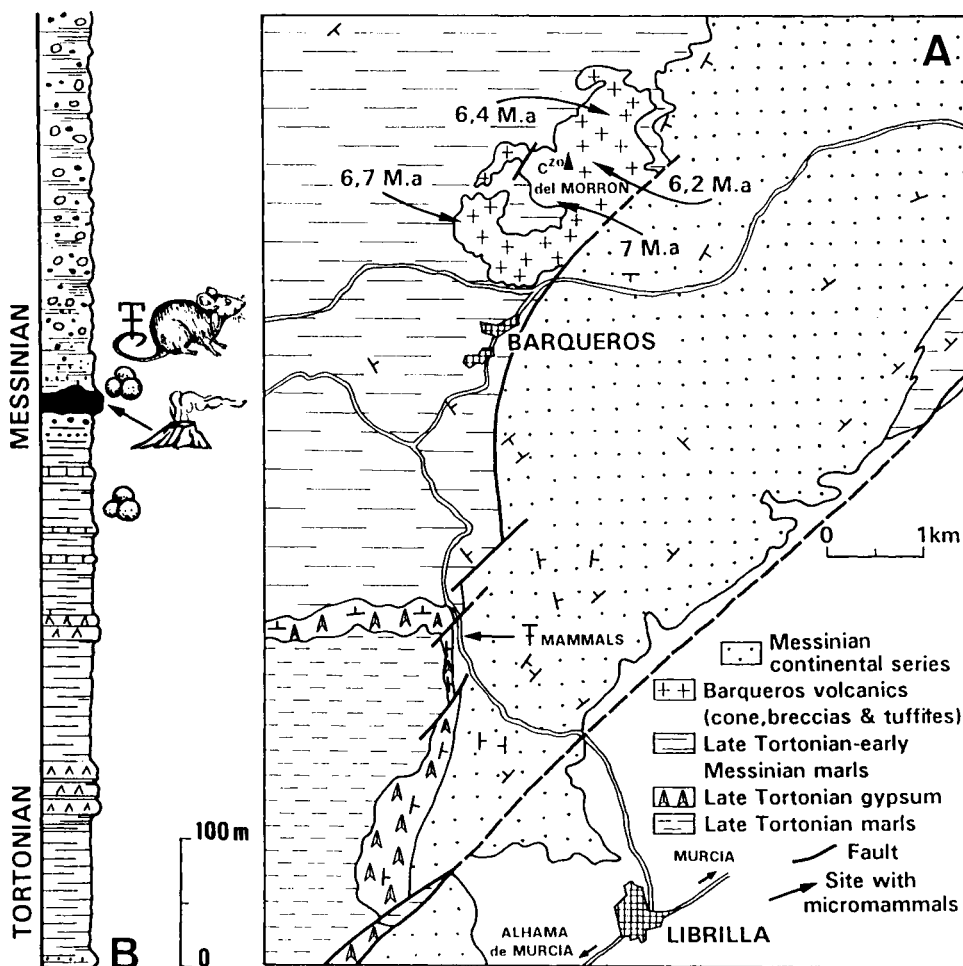 MESSINIAN
TORTONIAN
100 m
0
B
A
6,4 M.a
6,7 M.a
Czo
del MORRON
6,2 M.a
7 M.a
BARQUEROS
0 1km
MAMMALS
Messinian
continental series
Barqueros volcanics
(cone,breccias & tuffites)
Late Tortonian-early
Messinian marls
Late Tortonian gypsum
Late Tortonian marls
Fault
Site with
micromammals
MURCIA
ALHAMA
DE MURCIA
LIBRILLA